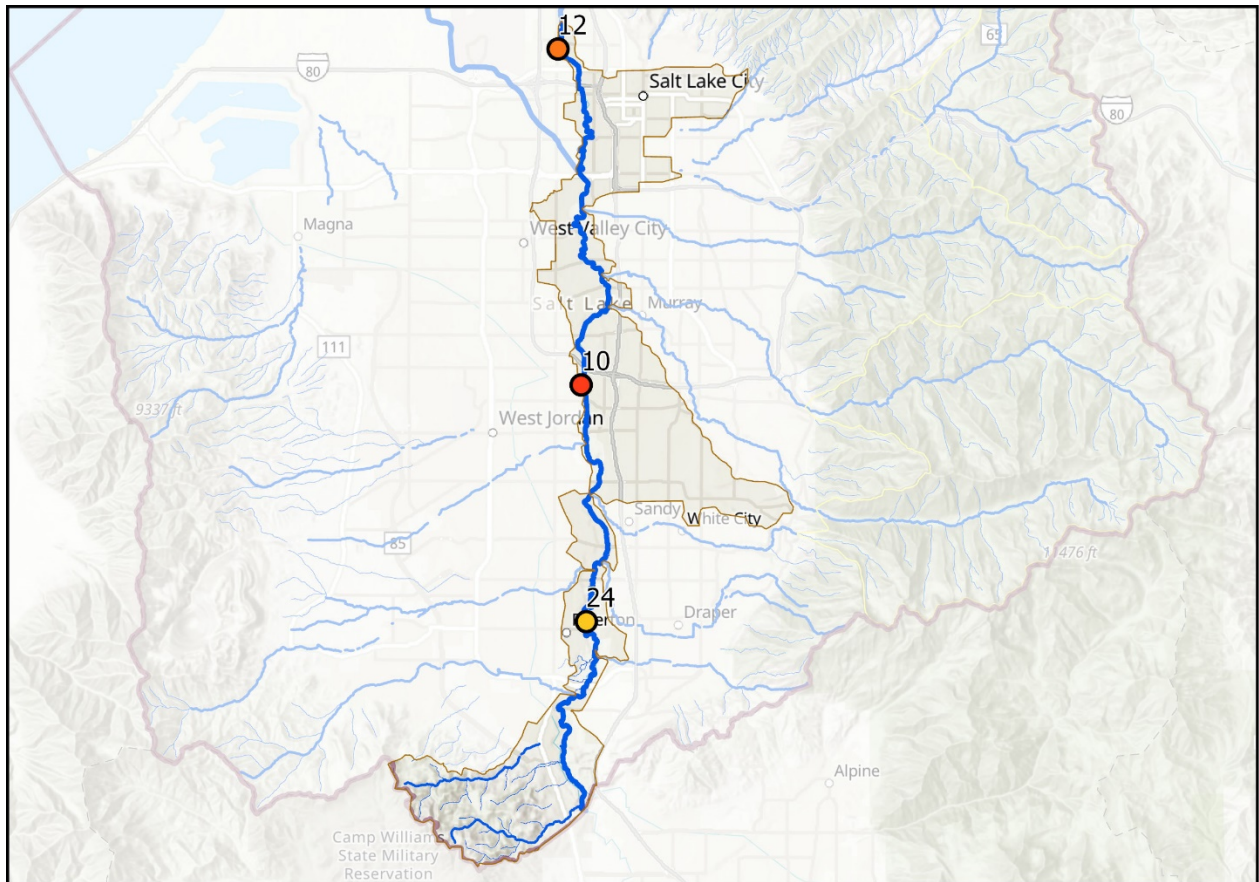 12
65
80
Salt Lake City
80
Magna
West Valley City
Salt Lake
Murray
111
10
9337 ft
West Jordan
Sandy
White City
85
11476 ft
24
Draper
Alpine
Camp Williams
State Military
Reservation